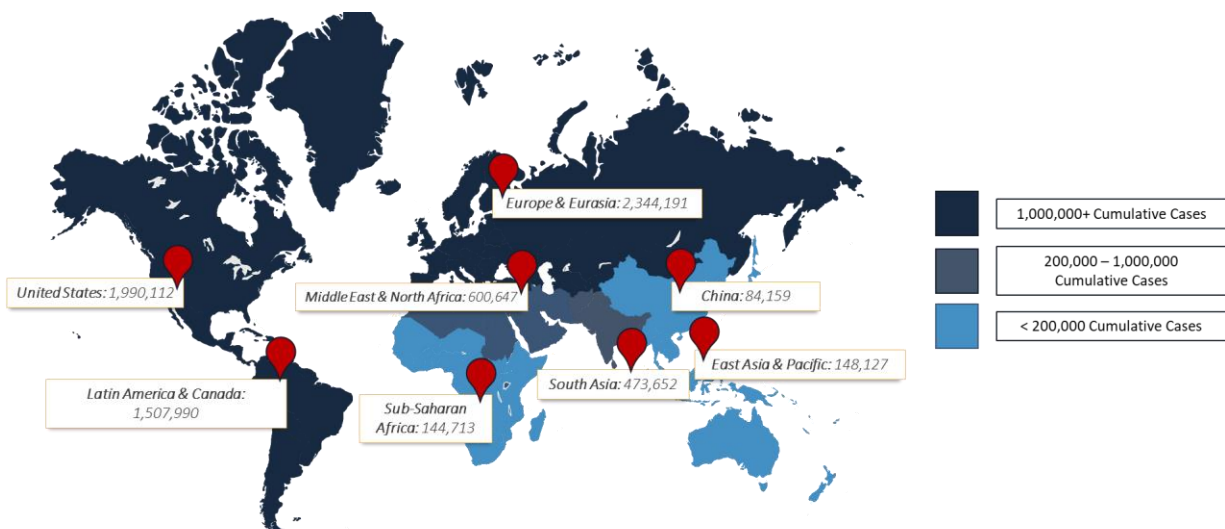 Europe & Eurasia: 2,344,191
United States: 1,990,112
Middle East & North Africa: 600,647
China: 84,159
Latin America & Canada:
1,507,990
Sub-Saharan
Africa: 144,713
South Asia: 473,652
East Asia & Pacific: 148,127
1,000,000+ Cumulative Cases
200,000 – 1,000,000
Cumulative Cases
< 200,000 Cumulative Cases